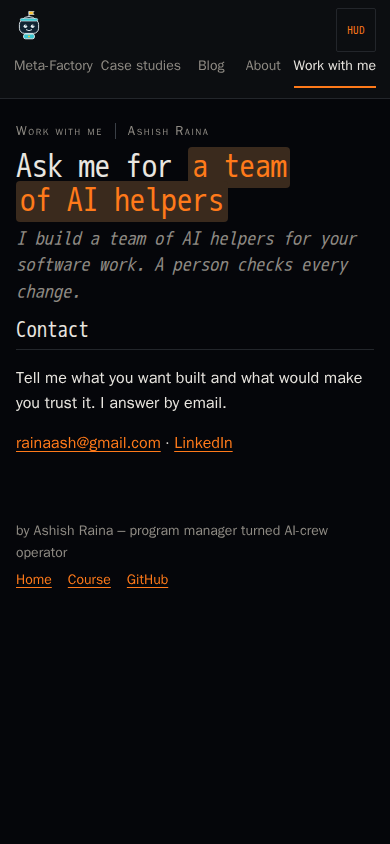 HUD
Meta-Factory Case studies Blog About Work with me
Work with me | Ashish Raina
Ask me for a team
of AI helpers
I build a team of AI helpers for your
software work. A person checks every
change.
Contact
Tell me what you want built and what would make
you trust it. I answer by email.
rainaash@gmail.com · LinkedIn
by Ashish Raina — program manager turned AI-crew
operator
Home Course GitHub